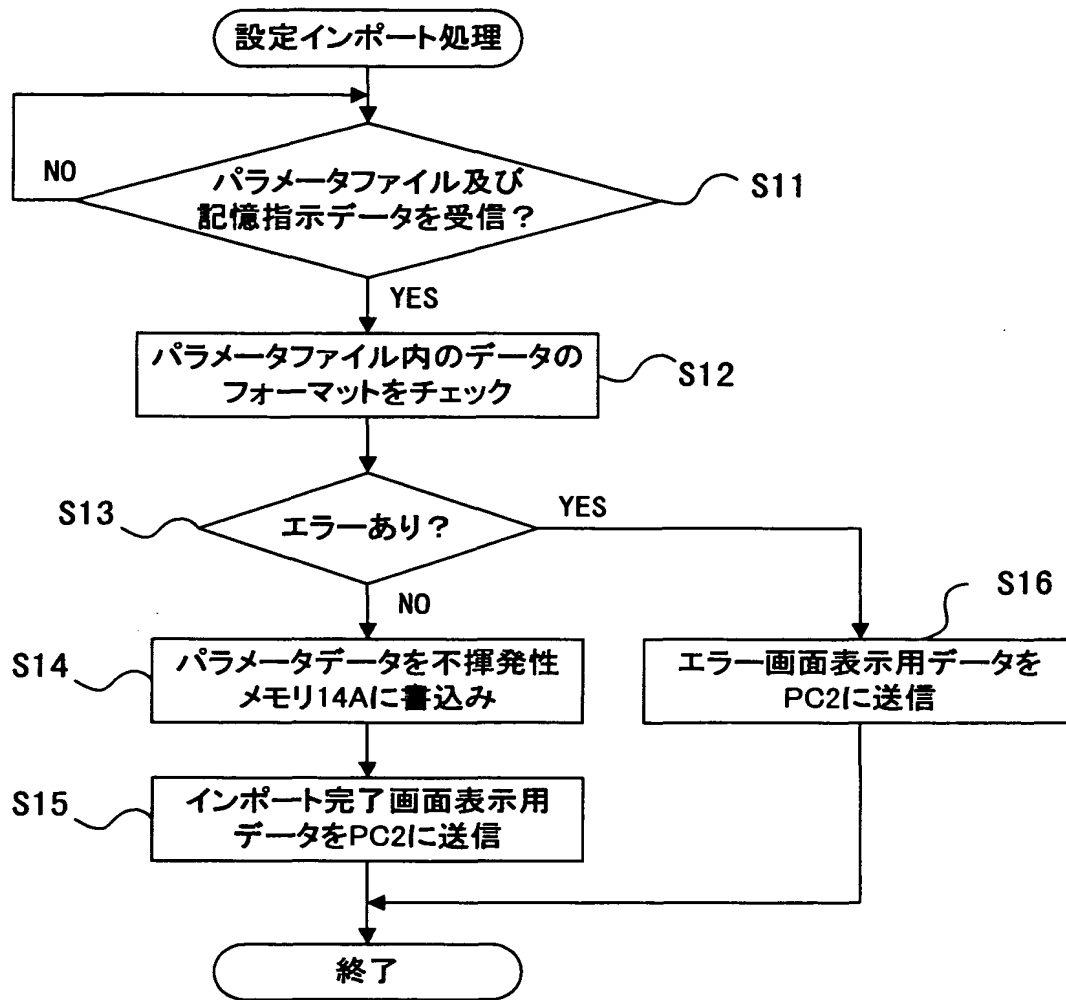 設定インポート処理
NO
パラメータファイル及び
記憶指示データを受信?
S11
YES
パラメータファイル内のデータの
フォーマットをチェック
S12
S13
エラーあり?
YES
NO
S16
S14
パラメータデータを不揮発性
メモリ14Aに書込み
エラー画面表示用データを
PC2に送信
S15
インポート完了画面表示用
データをPC2に送信
終了